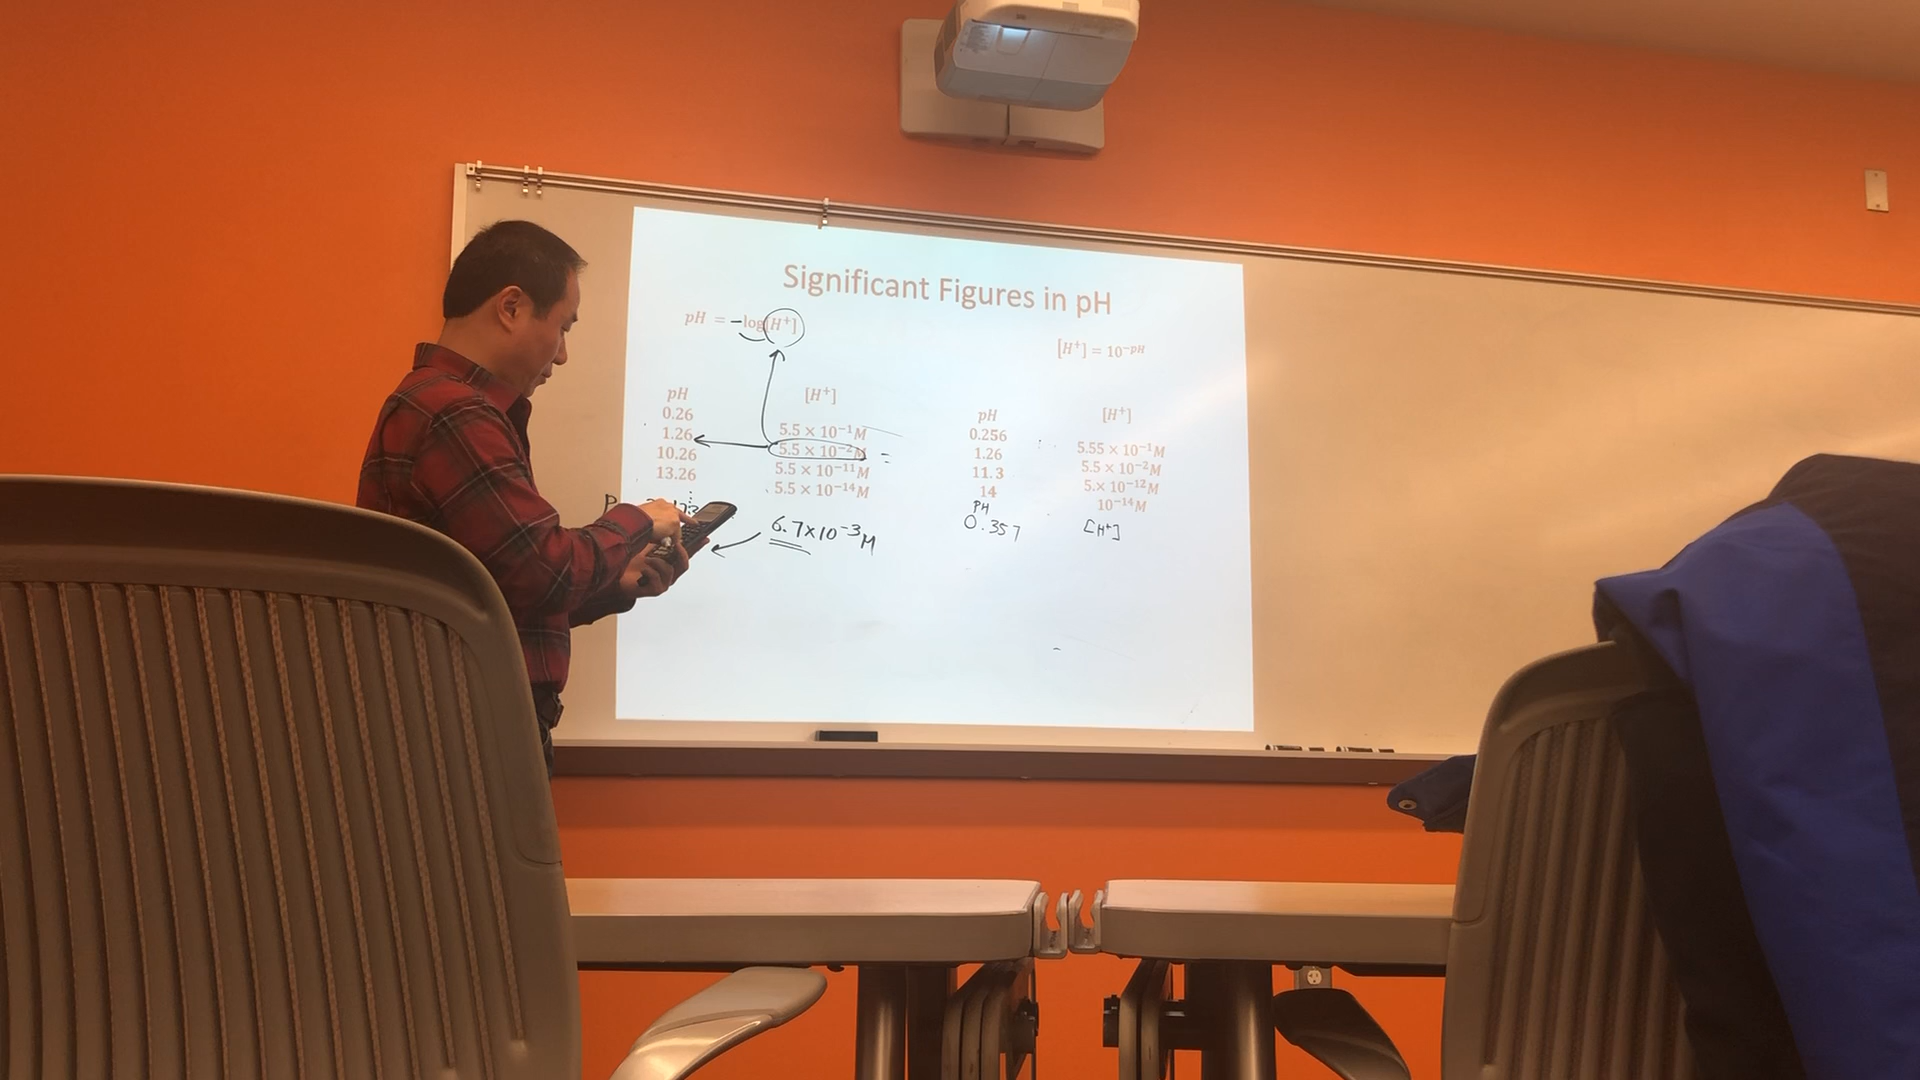 Significant Figures in pH
pH = -log[H⁺]
[H⁺] = 10⁻ᵖᴴ
pH [H⁺]
0.26 5.5 × 10⁻¹M
1.26 5.5 × 10⁻²M =
10.26 5.5 × 10⁻¹¹M
13.26 5.5 × 10⁻¹⁴M
6.7×10⁻³M
pH [H⁺]
0.256 5.55 × 10⁻¹M
1.26 5.5 × 10⁻²M
11.3 5.× 10⁻¹²M
14 10⁻¹⁴M
PH
0.357 [H⁺]